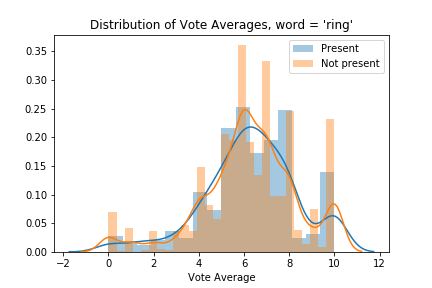 Distribution of Vote Averages, word = 'ring'
Present
Not present
0.35
0.30
0.25
0.20
0.15
0.10
0.05
0.00
−2 0 2 4 6 8 10 12
Vote Average